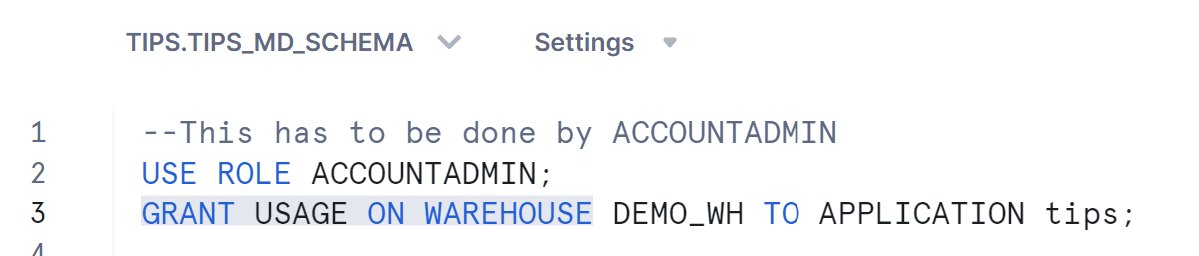 TIPS.TIPS_MD_SCHEMA Settings
1 --This has to be done by ACCOUNTADMIN
2 USE ROLE ACCOUNTADMIN;
3 GRANT USAGE ON WAREHOUSE DEMO_WH TO APPLICATION tips;
4